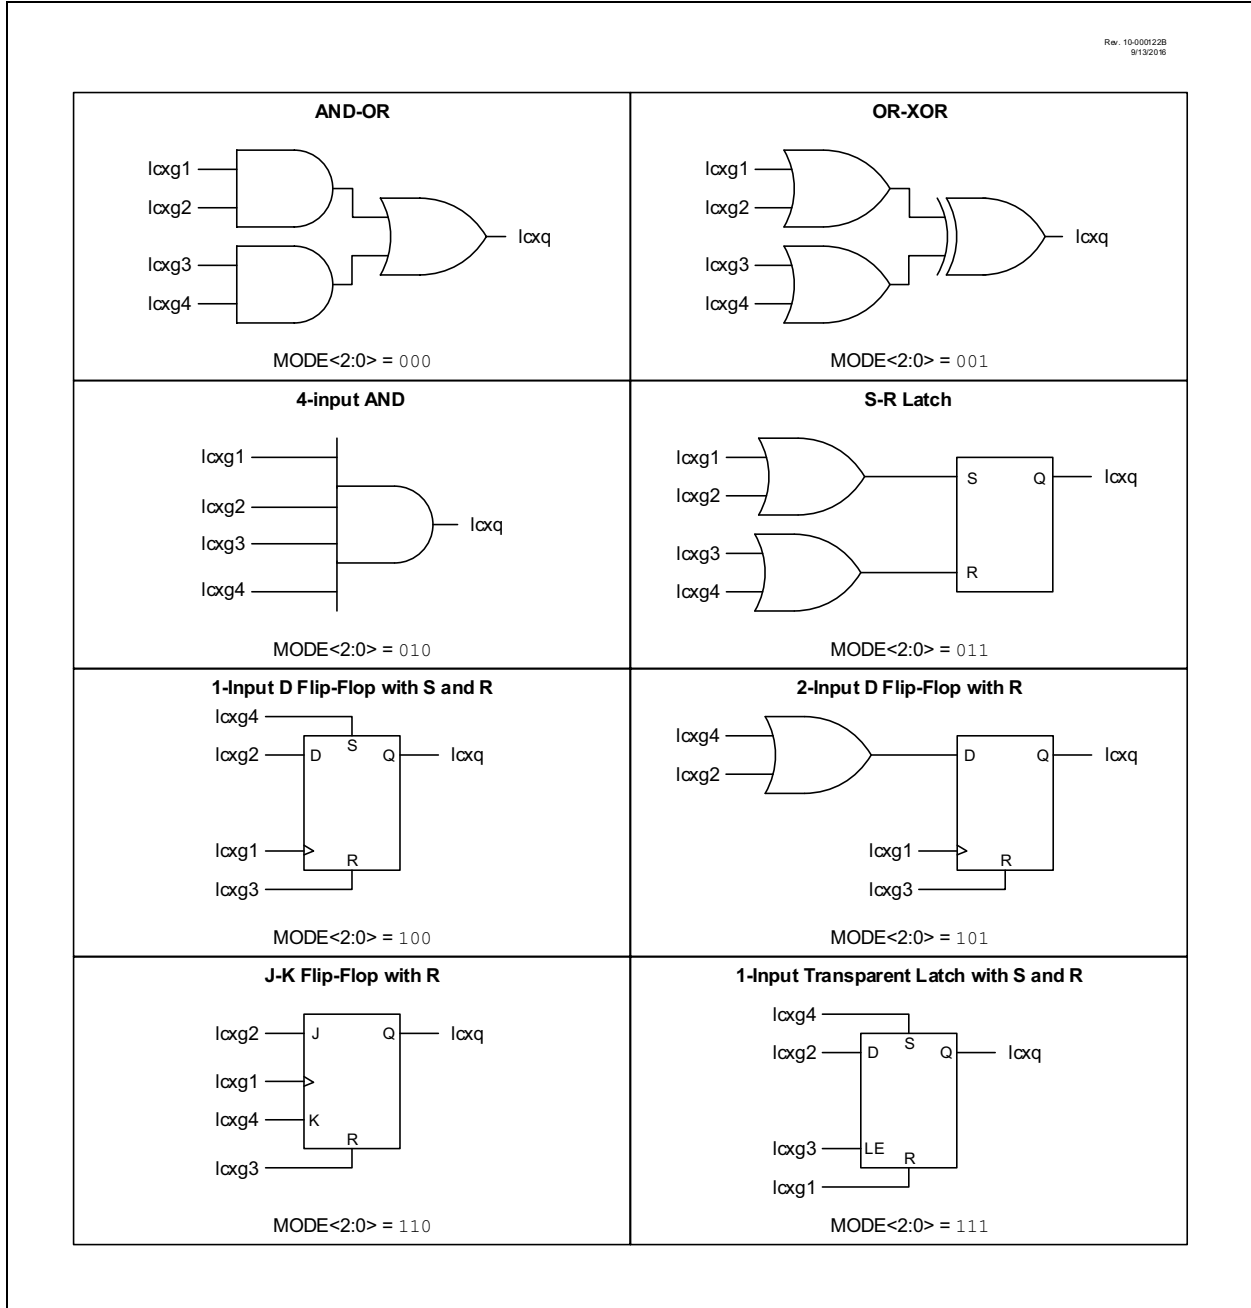 Rev. 10-000122B
9/13/2016
AND-OR
lcxg1
lcxg2
lcxq
lcxg3
lcxg4
MODE<2:0> = 000
OR-XOR
lcxg1
lcxg2
lcxq
lcxg3
lcxg4
MODE<2:0> = 001
4-input AND
lcxg1
lcxg2
lcxq
lcxg3
lcxg4
MODE<2:0> = 010
S-R Latch
lcxg1
S Q lcxq
lcxg2
lcxg3
R
lcxg4
MODE<2:0> = 011
1-Input D Flip-Flop with S and R
lcxg4
S
lcxg2 D Q lcxq
lcxg1
R
lcxg3
MODE<2:0> = 100
2-Input D Flip-Flop with R
lcxg4
D Q lcxq
lcxg2
lcxg1
R
lcxg3
MODE<2:0> = 101
J-K Flip-Flop with R
lcxg2 J Q lcxq
lcxg1
lcxg4 K
R
lcxg3
MODE<2:0> = 110
1-Input Transparent Latch with S and R
lcxg4
S
lcxg2 D Q lcxq
lcxg3 LE
R
lcxg1
MODE<2:0> = 111